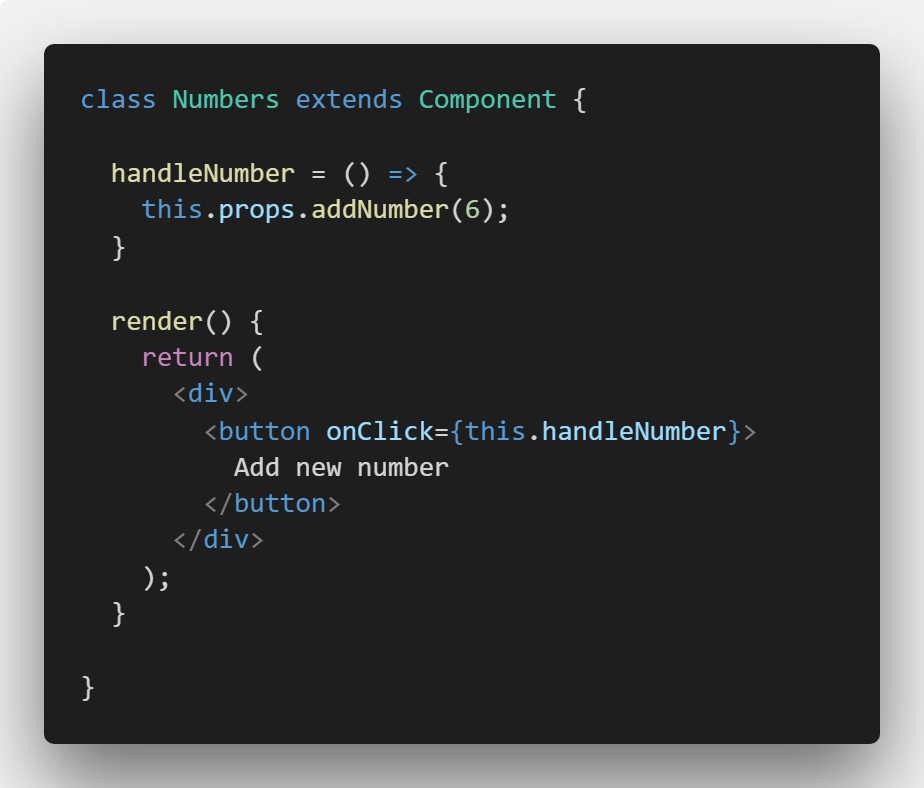 class Numbers extends Component {
handleNumber = () => {
this.props.addNumber(6);
}
render() {
return (
<div>
<button onClick={this.handleNumber}>
Add new number
</button>
</div>
);
}
}